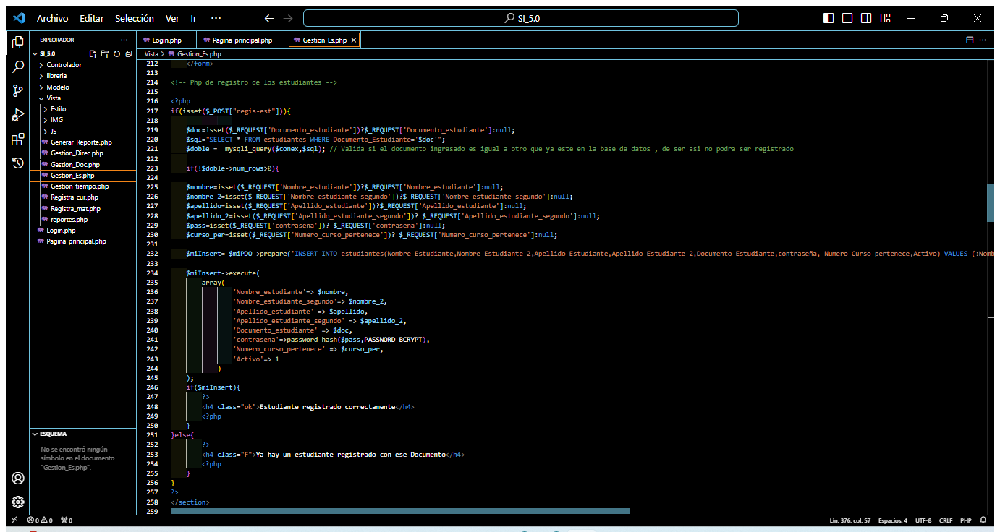 Archivo Editar Selección Ver Ir ···
SI_5.0
EXPLORADOR ···
SI_5.0
Controlador
libreria
Modelo
Vista
Estilo
IMG
JS
Generar_Reporte.php
Gestion_Direc.php
Gestion_Doc.php
Gestion_Es.php
Gestion_tiempo.php
Registra_cur.php
Registra_mat.php
reportes.php
Login.php
Pagina_principal.php
ESQUEMA
No se encontró ningún
símbolo en el documento
"Gestion_Es.php".
Login.php Pagina_principal.php Gestion_Es.php ×
Vista > Gestion_Es.php
212 </form>
213
214 <!-- Php de registro de los estudiantes -->
215
216 <?php
217 if(isset($_POST["regis-est"])){
218
219 $doc=isset($_REQUEST['Documento_estudiante'])?$_REQUEST['Documento_estudiante']:null;
220 $sql="SELECT * FROM estudiantes WHERE Documento_Estudiante='$doc'";
221 $doble =  mysqli_query($conex,$sql); // Valida si el documento ingresado es igual a otro que ya este en la base de datos , de ser asi no podra ser registrado
222
223 if(!$doble->num_rows>0){
224
225 $nombre=isset($_REQUEST['Nombre_estudiante'])?$_REQUEST['Nombre_estudiante']:null;
226 $nombre_2=isset($_REQUEST['Nombre_estudiante_segundo'])?$_REQUEST['Nombre_estudiante_segundo']:null;
227 $apellido=isset($_REQUEST['Apellido_estudiante'])?$_REQUEST['Apellido_estudiante']:null;
228 $apellido_2=isset($_REQUEST['Apellido_estudiante_segundo'])? $_REQUEST['Apellido_estudiante_segundo']:null;
229 $pass=isset($_REQUEST['contrasena'])? $_REQUEST['contrasena']:null;
230 $curso_per=isset($_REQUEST['Numero_curso_pertenece'])? $_REQUEST['Numero_curso_pertenece']:null;
231
232 $miInsert= $miPDO->prepare('INSERT INTO estudiantes(Nombre_Estudiante,Nombre_Estudiante_2,Apellido_Estudiante,Apellido_Estudiante_2,Documento_Estudiante,contraseña, Numero_Curso_pertenece,Activo) VALUES (:Nomb
233
234 $miInsert->execute(
235 array(
236 'Nombre_estudiante'=> $nombre,
237 'Nombre_estudiante_segundo'=> $nombre_2,
238 'Apellido_estudiante' => $apellido,
239 'Apellido_estudiante_segundo' => $apellido_2,
240 'Documento_estudiante' => $doc,
241 'contrasena'=>password_hash($pass,PASSWORD_BCRYPT),
242 'Numero_curso_pertenece' => $curso_per,
243 'Activo'=> 1
244 )
245 );
246 if($miInsert){
247 ?>
248 <h4 class="ok">Estudiante registrado correctamente</h4>
249 <?php
250 }
251 }else{
252 ?>
253 <h4 class="F">Ya hay un estudiante registrado con ese Documento</h4>
254 <?php
255 }
256 }
257 ?>
258 </section>
259
0 0 0 Lín. 376, col. 57 Espacios: 4 UTF-8 CRLF PHP